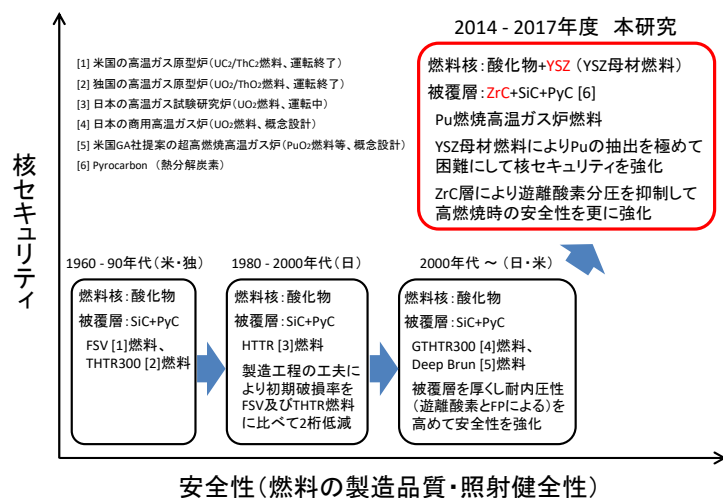 2014 - 2017年度 本研究
[1] 米国の高温ガス原型炉(UC2/ThC2燃料、運転終了)
[2] 独国の高温ガス原型炉(UO2/ThO2燃料、運転終了)
[3] 日本の高温ガス試験研究炉(UO2燃料、運転中)
[4] 日本の商用高温ガス炉(UO2燃料、概念設計)
[5] 米国GA社提案の超高燃焼高温ガス炉(PuO2燃料等、概念設計)
[6] Pyrocarbon (熱分解炭素)
燃料核:酸化物+YSZ (YSZ母材燃料)
被覆層:ZrC+SiC+PyC [6]
Pu燃焼高温ガス炉燃料
YSZ母材燃料によりPuの抽出を極めて
困難にして核セキュリティを強化
ZrC層により遊離酸素分圧を抑制して
高燃焼時の安全性を更に強化
核セキュリティ
1960 - 90年代(米・独)
燃料核:酸化物
被覆層:SiC+PyC
FSV [1]燃料、
THTR300 [2]燃料
1980 - 2000年代(日)
燃料核:酸化物
被覆層:SiC+PyC
HTTR [3]燃料
製造工程の工夫に
より初期破損率を
FSV及びTHTR燃料
に比べて2桁低減
2000年代 ~ (日・米)
燃料核:酸化物
被覆層:SiC+PyC
GTHTR300 [4]燃料、
Deep Brun [5]燃料
被覆層を厚くし耐内圧性
(遊離酸素とFPによる)を
高めて安全性を強化
安全性(燃料の製造品質・照射健全性)